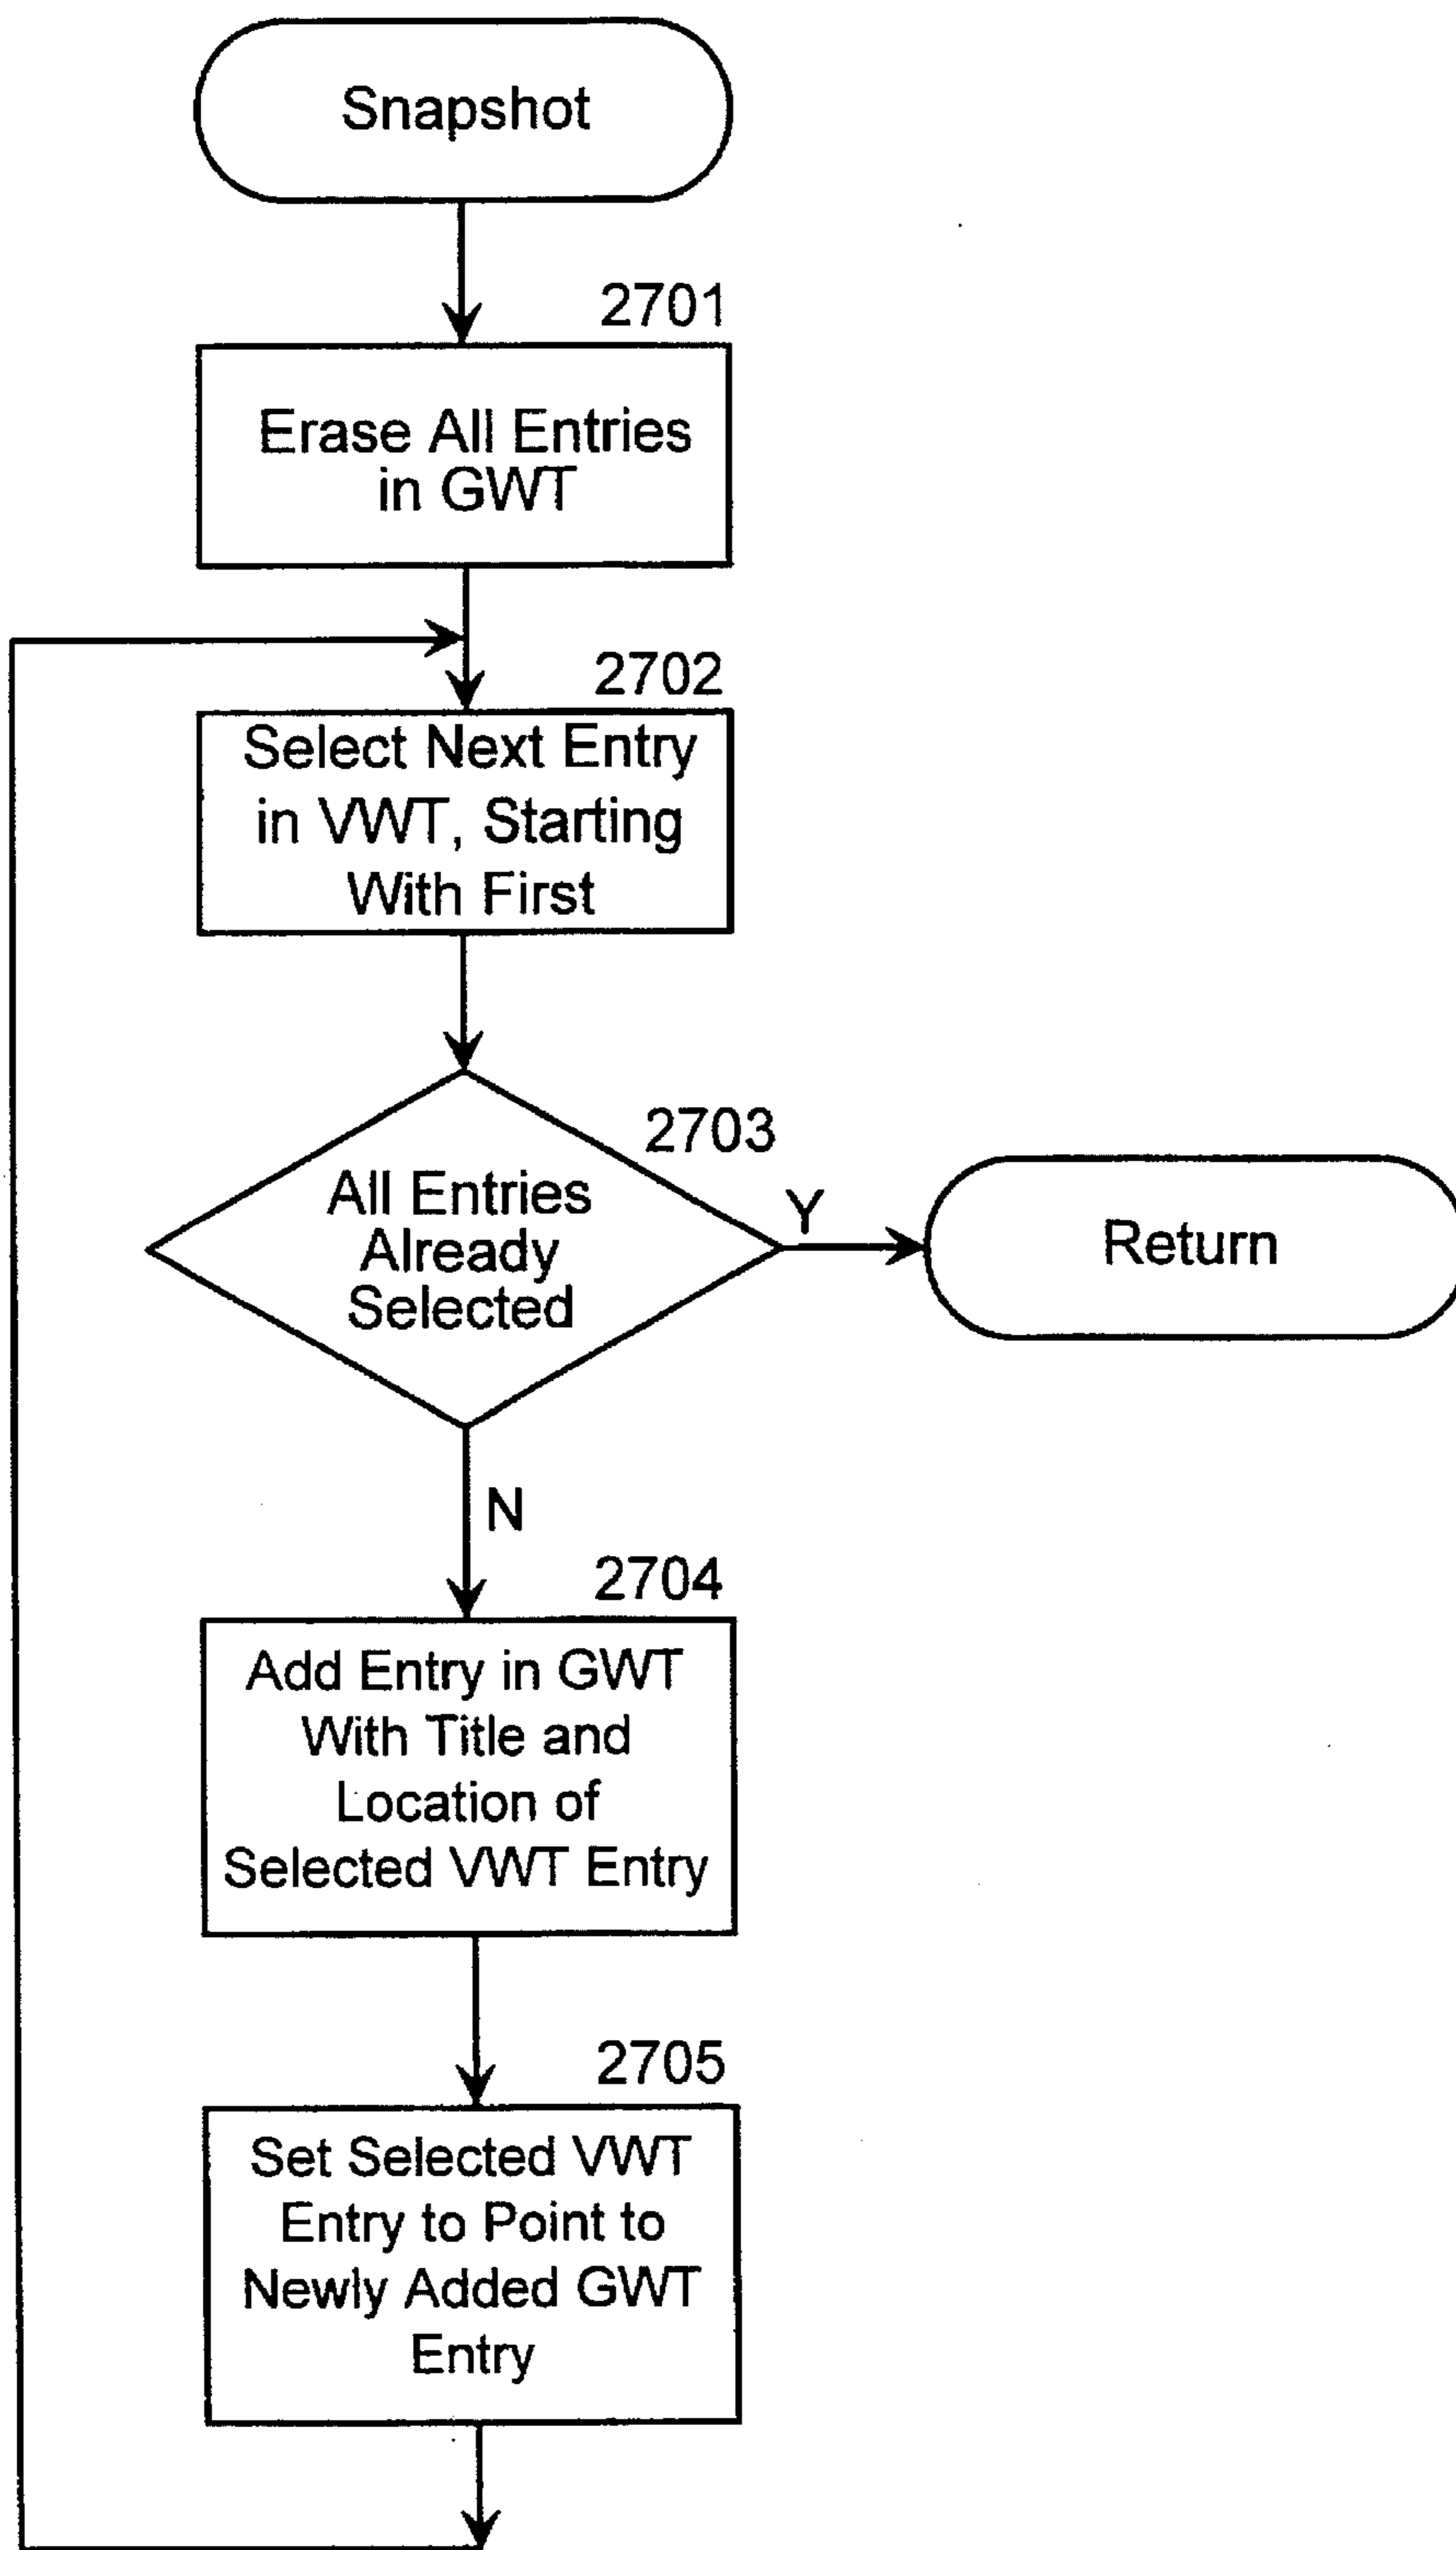 Snapshot
2701
Erase All Entries
in GWT
2702
Select Next Entry
in VWT, Starting
With First
2703
All Entries
Already
Selected
Y
Return
N
2704
Add Entry in GWT
With Title and
Location of
Selected VWT Entry
2705
Set Selected VWT
Entry to Point to
Newly Added GWT
Entry